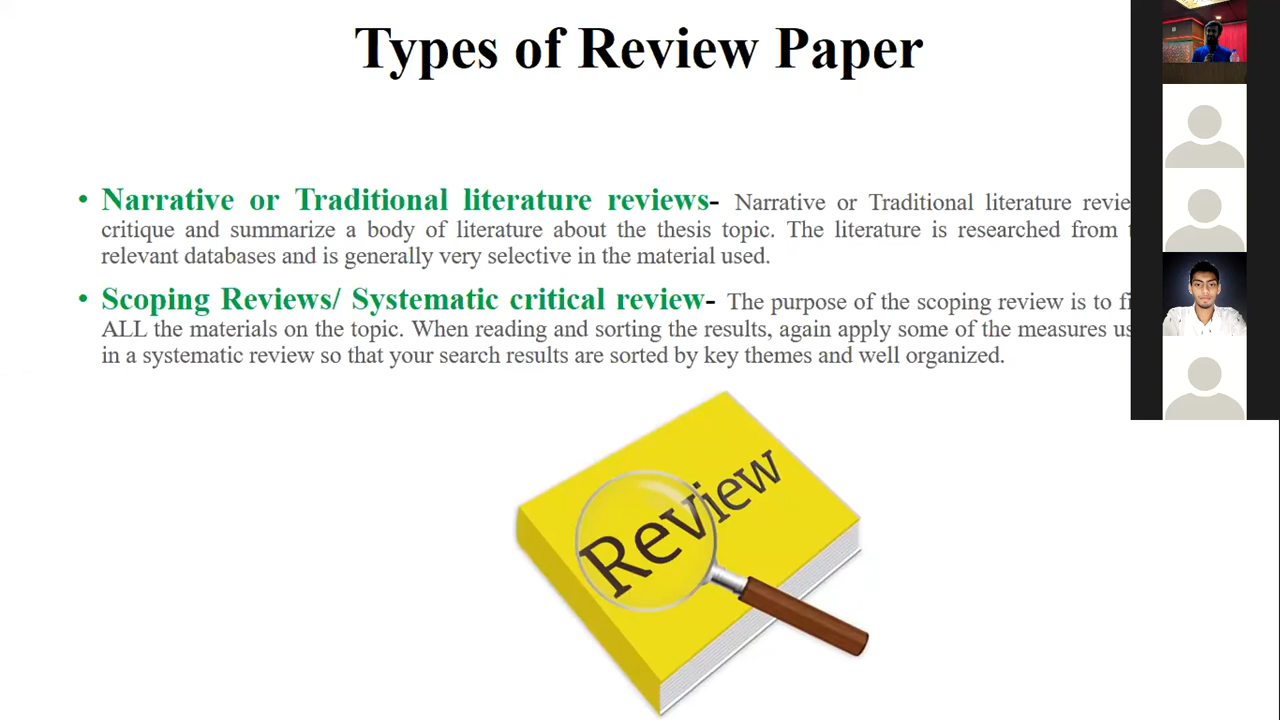 Types of Review Paper
• Narrative or Traditional literature reviews- Narrative or Traditional literature
critique and summarize a body of literature about the thesis topic. The literature is researched from
relevant databases and is generally very selective in the material used.
• Scoping Reviews/ Systematic critical review- The purpose of the scoping review is to
ALL the materials on the topic. When reading and sorting the results, again apply some of the measures
in a systematic review so that your search results are sorted by key themes and well organized.
Review